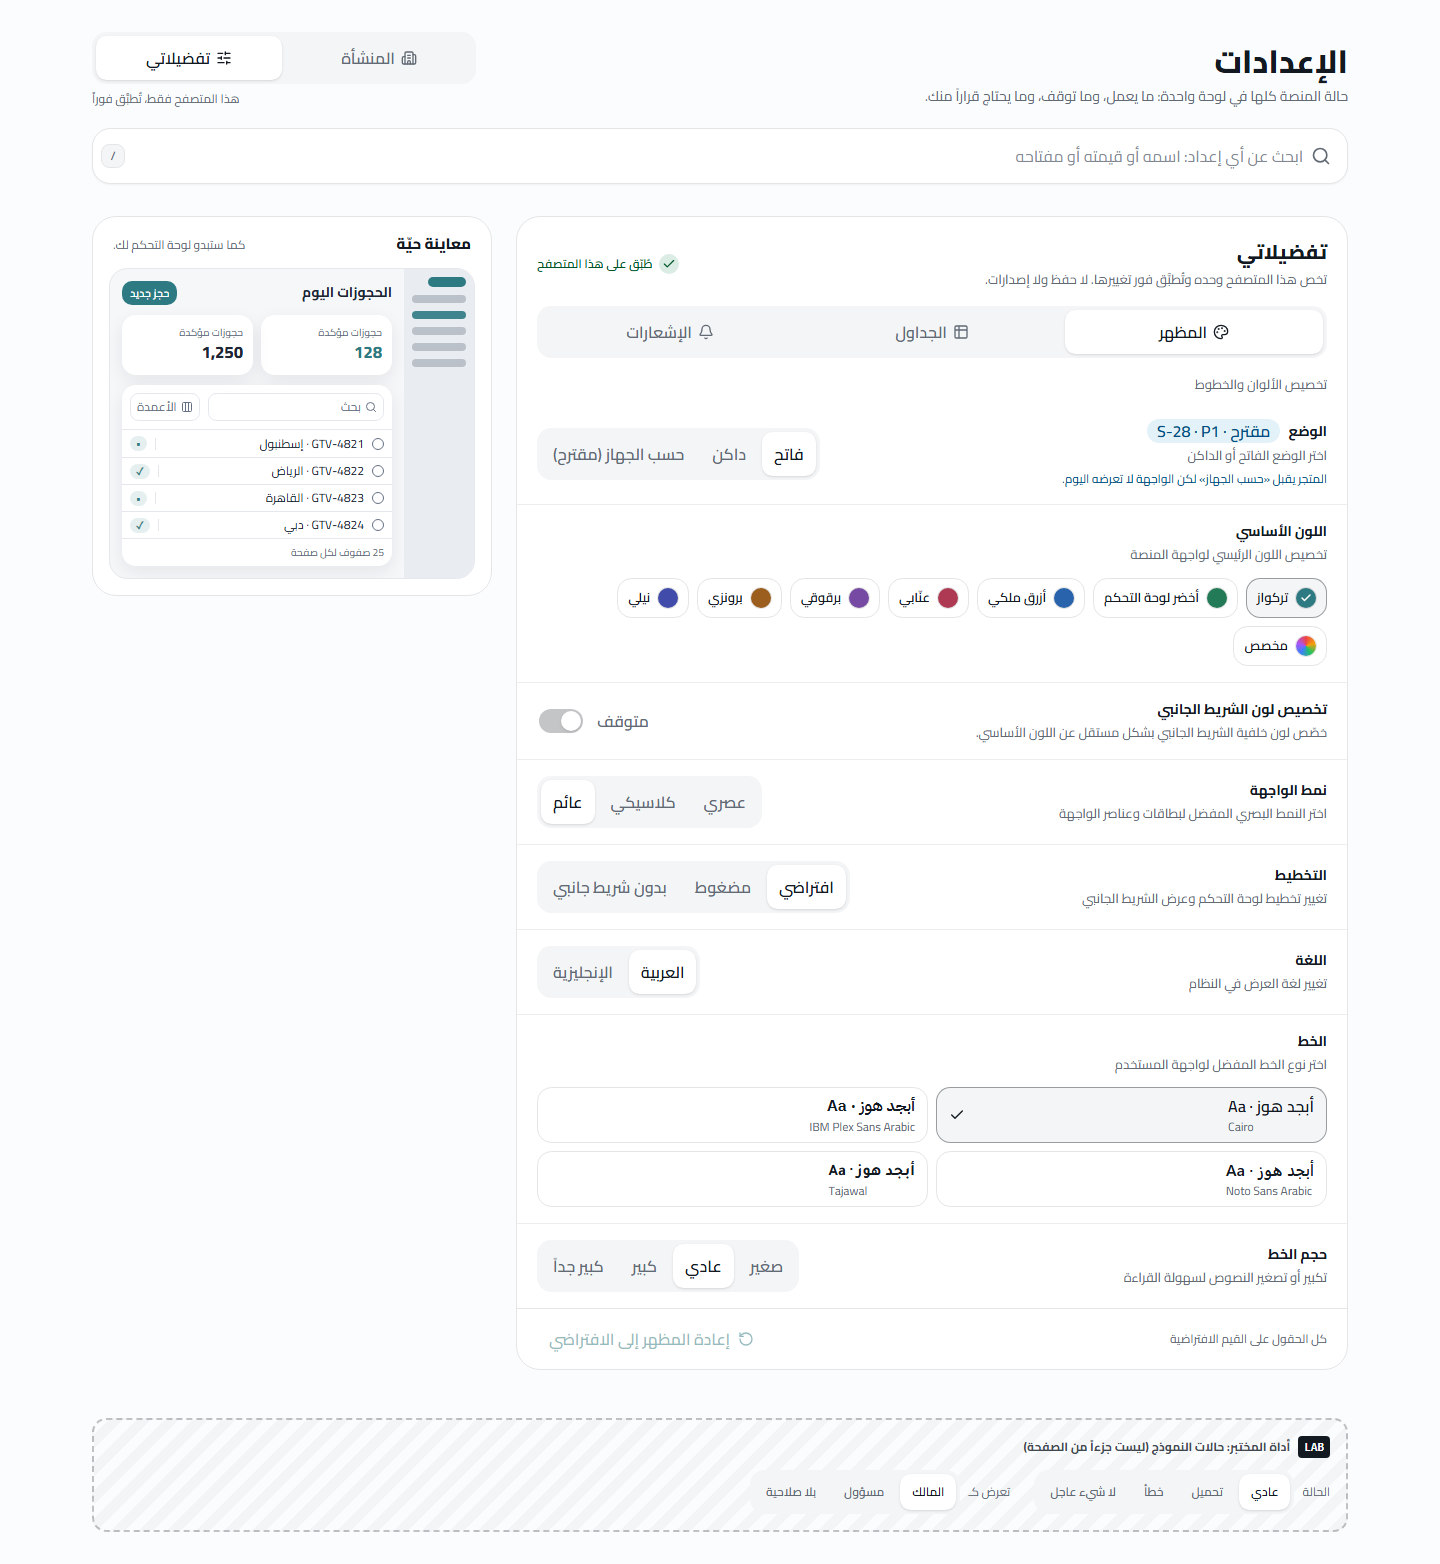 الإعدادات
حالة المنصة كلها في لوحة واحدة: ما يعمل، وما توقف، وما يحتاج قراراً منك.
المنشأة
تفضيلاتي
هذا المتصفح فقط، تُطبَّق فوراً
ابحث عن أي إعداد: اسمه أو قيمته أو مفتاحه
/
تفضيلاتي
تخص هذا المتصفح وحده وتُطبَّق فور تغييرها. لا حفظ ولا إصدارات.
طُبّق على هذا المتصفح
المظهر
الجداول
الإشعارات
تخصيص الألوان والخطوط
الوضع
مقترح · S-28 · P1
اختر الوضع الفاتح أو الداكن
المتجر يقبل «حسب الجهاز» لكن الواجهة لا تعرضه اليوم.
فاتح
داكن
حسب الجهاز (مقترح)
اللون الأساسي
تخصيص اللون الرئيسي لواجهة المنصة
تركواز
أخضر لوحة التحكم
أزرق ملكي
عنّابي
برقوقي
برونزي
نيلي
مخصص
تخصيص لون الشريط الجانبي
خصّص لون خلفية الشريط الجانبي بشكل مستقل عن اللون الأساسي.
متوقف
نمط الواجهة
اختر النمط البصري المفضل لبطاقات وعناصر الواجهة
عصري
كلاسيكي
عائم
التخطيط
تغيير تخطيط لوحة التحكم وعرض الشريط الجانبي
افتراضي
مضغوط
بدون شريط جانبي
اللغة
تغيير لغة العرض في النظام
العربية
الإنجليزية
الخط
اختر نوع الخط المفضل لواجهة المستخدم
أبجد هوز · Aa
Cairo
أبجد هوز · Aa
IBM Plex Sans Arabic
أبجد هوز · Aa
Noto Sans Arabic
أبجد هوز · Aa
Tajawal
حجم الخط
تكبير أو تصغير النصوص لسهولة القراءة
صغير
عادي
كبير
كبير جداً
كل الحقول على القيم الافتراضية
إعادة المظهر إلى الافتراضي
معاينة حيّة
كما ستبدو لوحة التحكم لك.
الحجوزات اليوم
حجز جديد
حجوزات مؤكدة
128
حجوزات مؤكدة
1,250
بحث
الأعمدة
GTV-4821 · إسطنبول
GTV-4822 · الرياض
GTV-4823 · القاهرة
GTV-4824 · دبي
25 صفوف لكل صفحة
LAB
أداة المختبر: حالات النموذج (ليست جزءاً من الصفحة)
الحالة
عادي
تحميل
خطأ
لا شيء عاجل
تعرض كـ
المالك
مسؤول
بلا صلاحية